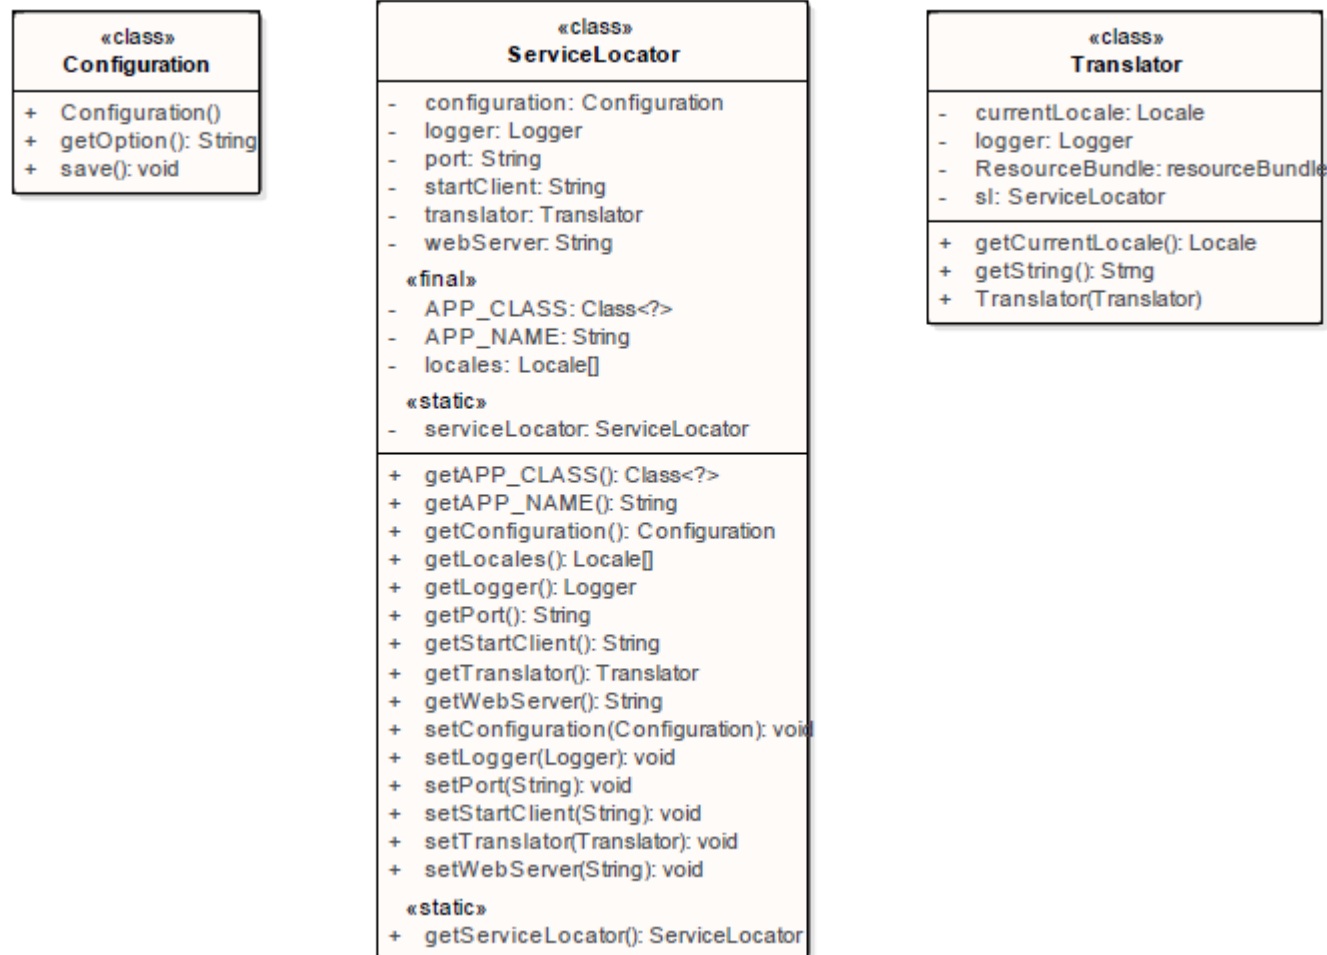 «class»
Configuration
+ Configuration()
+ getOption(): String
+ save(): void
«class»
ServiceLocator
- configuration: Configuration
- logger: Logger
- port: String
- startClient: String
- translator: Translator
- webServer: String
«final»
- APP_CLASS: Class<?>
- APP_NAME: String
- locales: Locale[]
«static»
- serviceLocator: ServiceLocator
+ getAPP_CLASS(): Class<?>
+ getAPP_NAME(): String
+ getConfiguration(): Configuration
+ getLocales(): Locale[]
+ getLogger(): Logger
+ getPort(): String
+ getStartClient(): String
+ getTranslator(): Translator
+ getWebServer(): String
+ setConfiguration(Configuration): void
+ setLogger(Logger): void
+ setPort(String): void
+ setStartClient(String): void
+ setTranslator(Translator): void
+ setWebServer(String): void
«static»
+ getServiceLocator(): ServiceLocator
«class»
Translator
- currentLocale: Locale
- logger: Logger
- ResourceBundle: resourceBundle
- sl: ServiceLocator
+ getCurrentLocale(): Locale
+ getString(): Strng
+ Translator(Translator)